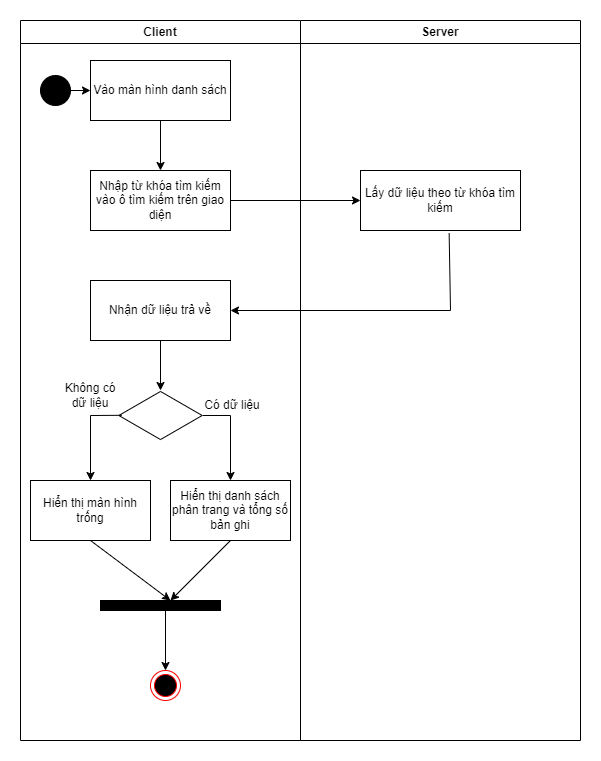 Client
Server
Vào màn hình danh sách
Nhập từ khóa tìm kiếm
vào ô tìm kiếm trên giao
diện
Lấy dữ liệu theo từ khóa tìm
kiếm
Nhận dữ liệu trả về
Không có
dữ liệu
Có dữ liệu
Hiển thị màn hình
trống
Hiển thị danh sách
phân trang và tổng số
bản ghi